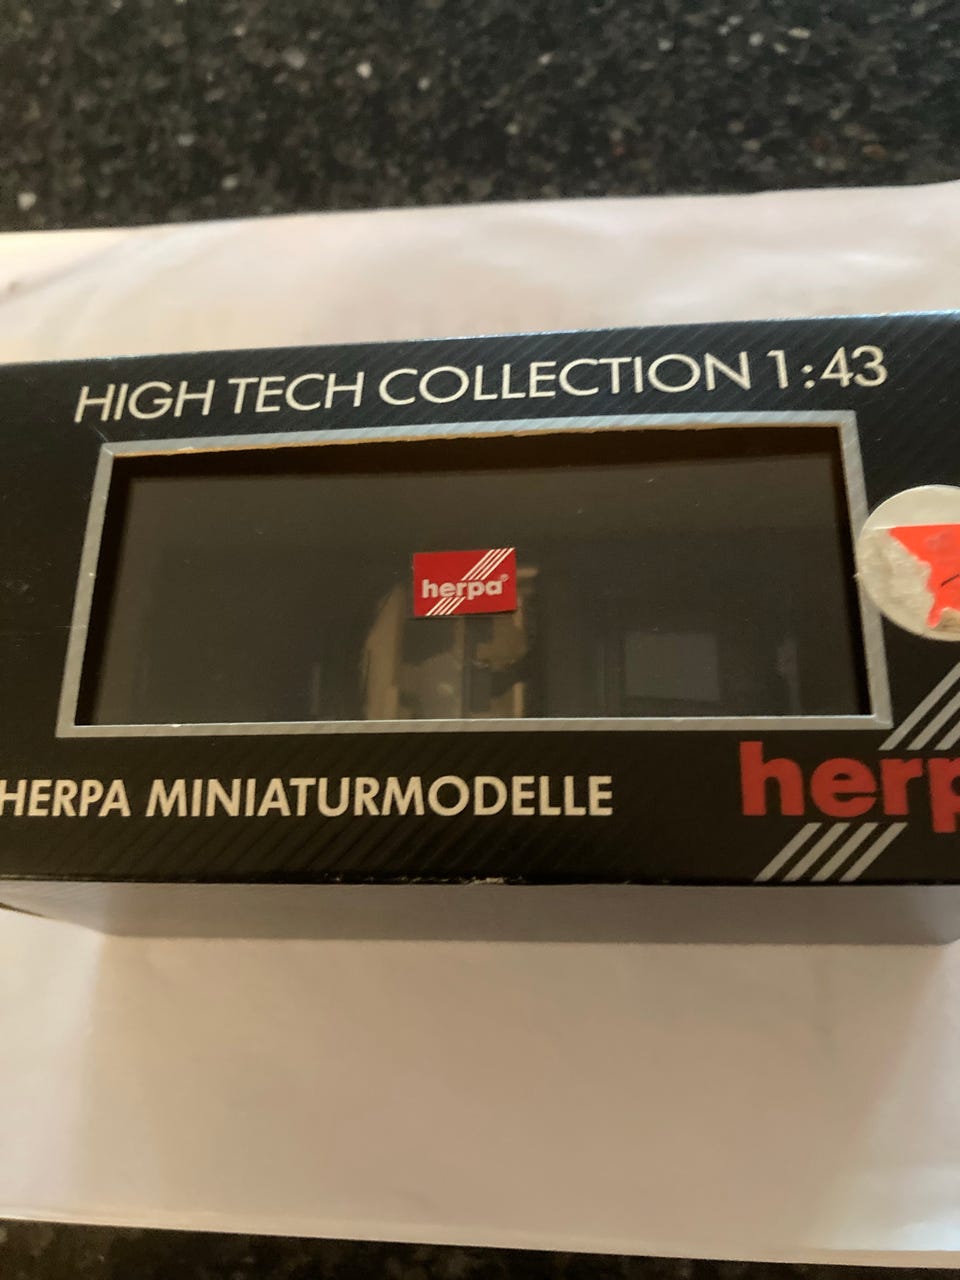 HIGH TECH COLLECTION 1:43
herpa®
HERPA MINIATURMODELLE
herp